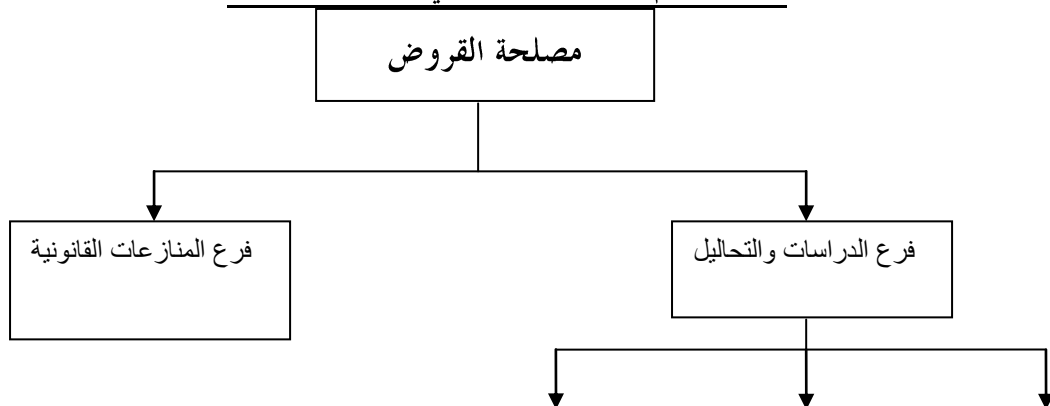 مصلحة القروض
فرع الدراسات والتحاليل
فرع المنازعات القانونية